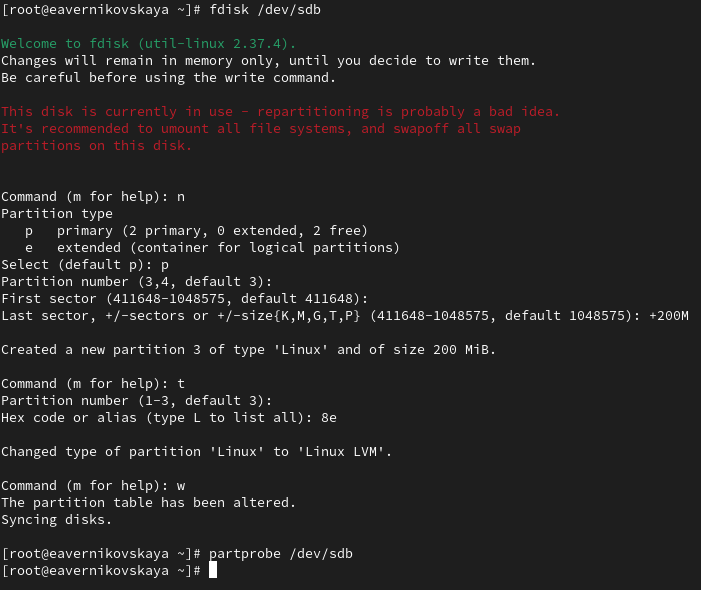 [root@eavernikovskaya ~]# fdisk /dev/sdb
Welcome to fdisk (util-linux 2.37.4).
Changes will remain in memory only, until you decide to write them.
Be careful before using the write command.
This disk is currently in use - repartitioning is probably a bad idea.
It's recommended to umount all file systems, and swapoff all swap
partitions on this disk.
Command (m for help): n
Partition type
   p   primary (2 primary, 0 extended, 2 free)
   e   extended (container for logical partitions)
Select (default p): p
Partition number (3,4, default 3):
First sector (411648-1048575, default 411648):
Last sector, +/-sectors or +/-size{K,M,G,T,P} (411648-1048575, default 1048575): +200M
Created a new partition 3 of type 'Linux' and of size 200 MiB.
Command (m for help): t
Partition number (1-3, default 3):
Hex code or alias (type L to list all): 8e
Changed type of partition 'Linux' to 'Linux LVM'.
Command (m for help): w
The partition table has been altered.
Syncing disks.
[root@eavernikovskaya ~]# partprobe /dev/sdb
[root@eavernikovskaya ~]#